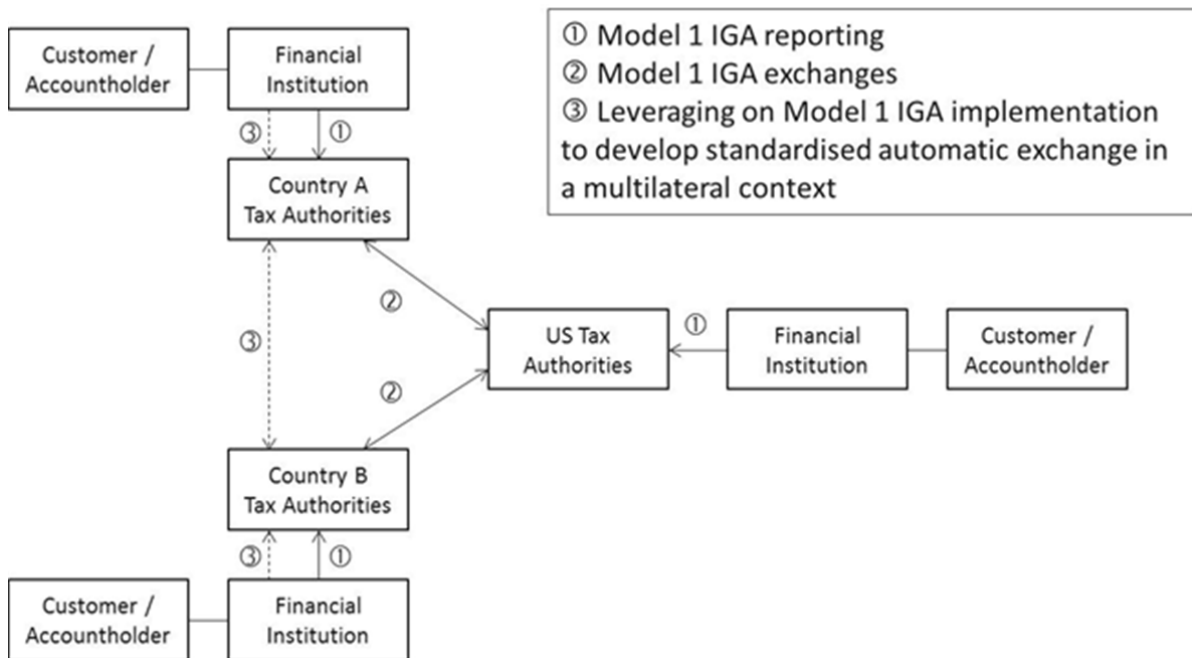 ① Model 1 IGA reporting
② Model 1 IGA exchanges
③ Leveraging on Model 1 IGA implementation
to develop standardised automatic exchange in
a multilateral context
Customer /
Accountholder
Financial
Institution
③
①
Country A
Tax Authorities
②
③
②
US Tax
Authorities
①
Financial
Institution
Customer /
Accountholder
Country B
Tax Authorities
③
①
Customer /
Accountholder
Financial
Institution